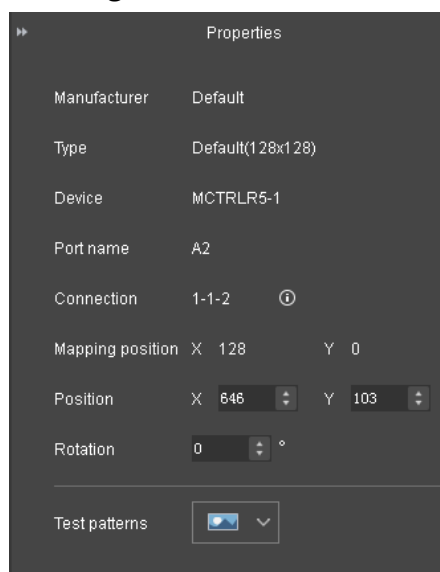 Properties
Manufacturer Default
Type Default(128x128)
Device MCTRLR5-1
Port name A2
Connection 1-1-2
Mapping position X 128 Y 0
Position X 646 Y 103
Rotation 0 °
Test patterns